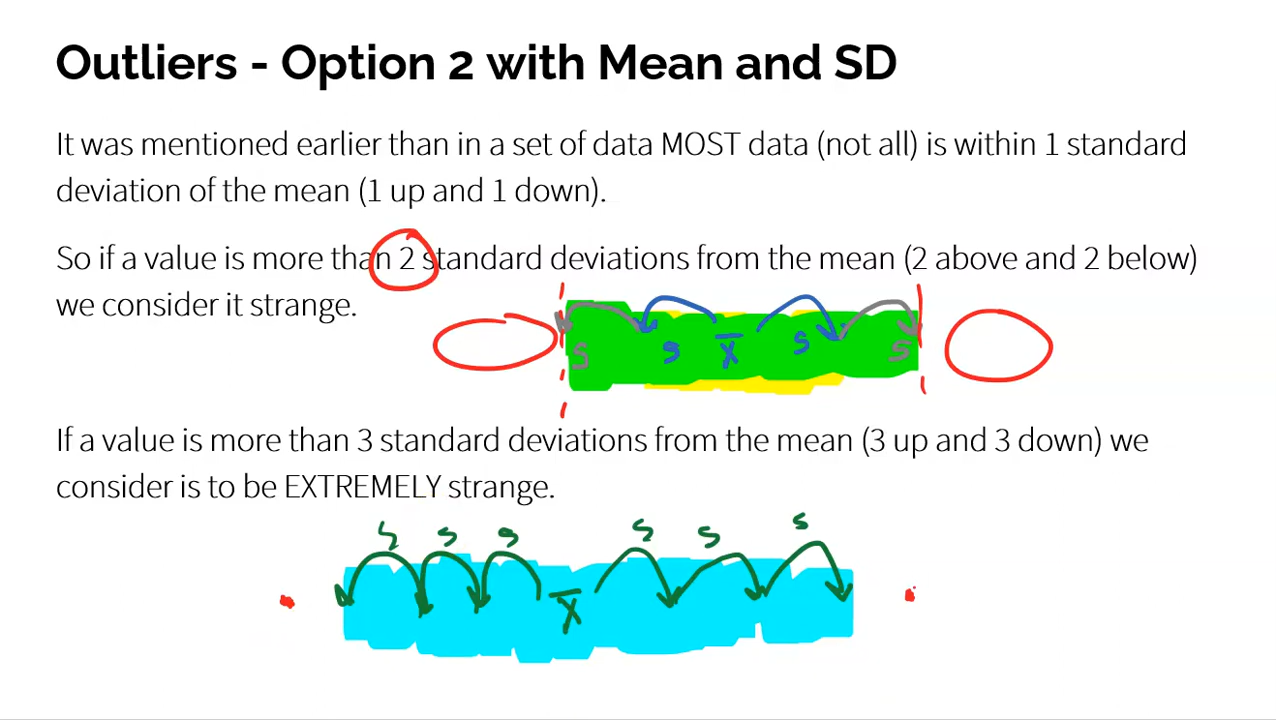 Outliers - Option 2 with Mean and SD
It was mentioned earlier than in a set of data MOST data (not all) is within 1 standard
deviation of the mean (1 up and 1 down).
So if a value is more than 2 standard deviations from the mean (2 above and 2 below)
we consider it strange.
S S X̅ S S
If a value is more than 3 standard deviations from the mean (3 up and 3 down) we
consider is to be EXTREMELY strange.
S S S S S S
X̅